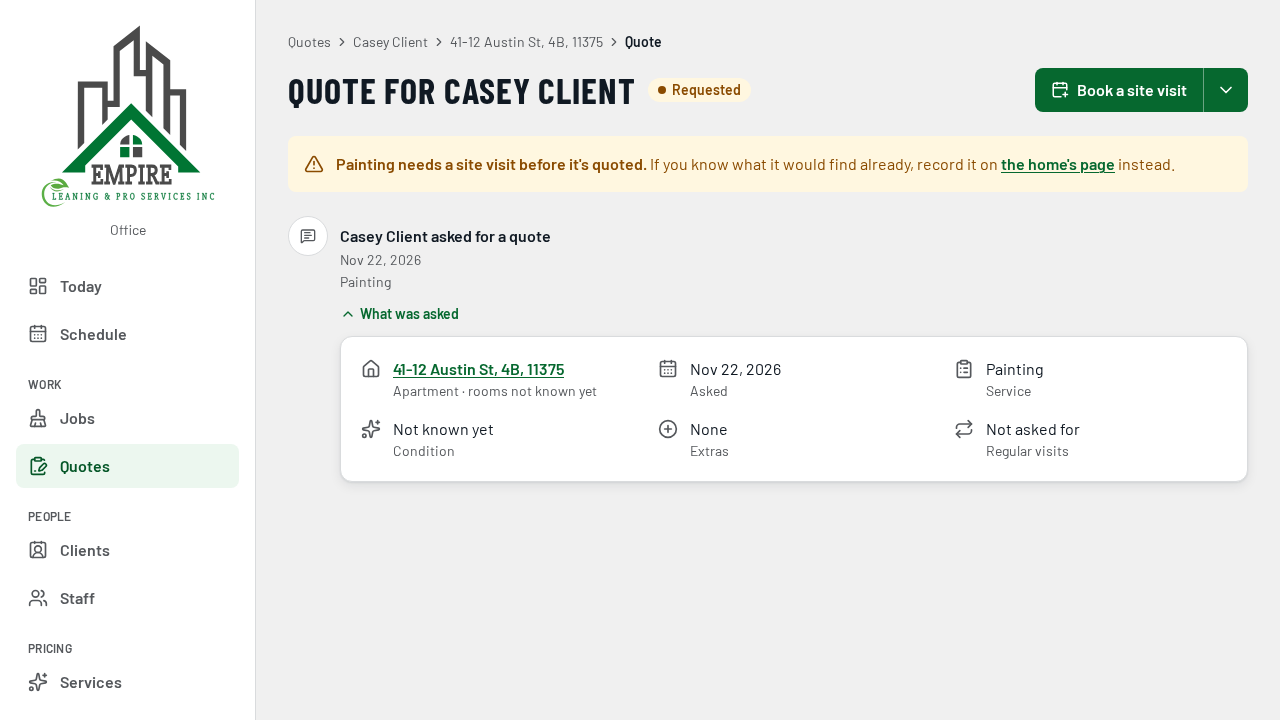 EMPIRE
LEANING & PRO SERVICES INC
Office
Today
Schedule
WORK
Jobs
Quotes
PEOPLE
Clients
Staff
PRICING
Services
Quotes > Casey Client > 41-12 Austin St, 4B, 11375 > Quote
QUOTE FOR CASEY CLIENT
Requested
Book a site visit
Painting needs a site visit before it's quoted. If you know what it would find already, record it on the home's page instead.
Casey Client asked for a quote
Nov 22, 2026
Painting
What was asked
41-12 Austin St, 4B, 11375
Apartment · rooms not known yet
Nov 22, 2026
Asked
Painting
Service
Not known yet
Condition
None
Extras
Not asked for
Regular visits